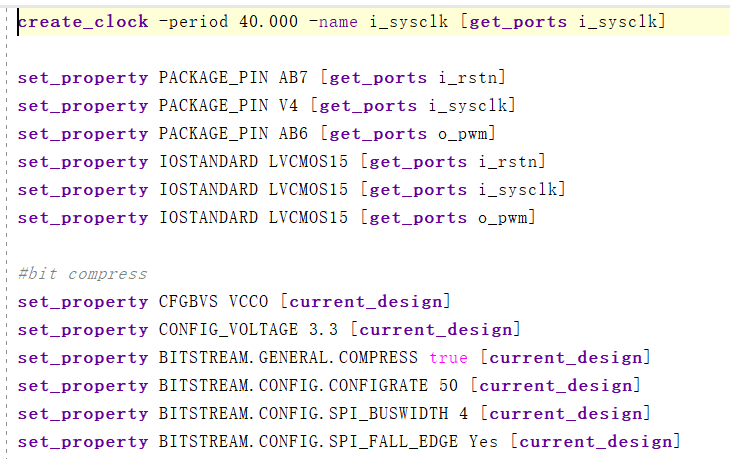 create_clock -period 40.000 -name i_sysclk [get_ports i_sysclk]
set_property PACKAGE_PIN AB7 [get_ports i_rstn]
set_property PACKAGE_PIN V4 [get_ports i_sysclk]
set_property PACKAGE_PIN AB6 [get_ports o_pwm]
set_property IOSTANDARD LVCMOS15 [get_ports i_rstn]
set_property IOSTANDARD LVCMOS15 [get_ports i_sysclk]
set_property IOSTANDARD LVCMOS15 [get_ports o_pwm]
#bit compress
set_property CFGBVS VCCO [current_design]
set_property CONFIG_VOLTAGE 3.3 [current_design]
set_property BITSTREAM.GENERAL.COMPRESS true [current_design]
set_property BITSTREAM.CONFIG.CONFIGRATE 50 [current_design]
set_property BITSTREAM.CONFIG.SPI_BUSWIDTH 4 [current_design]
set_property BITSTREAM.CONFIG.SPI_FALL_EDGE Yes [current_design]